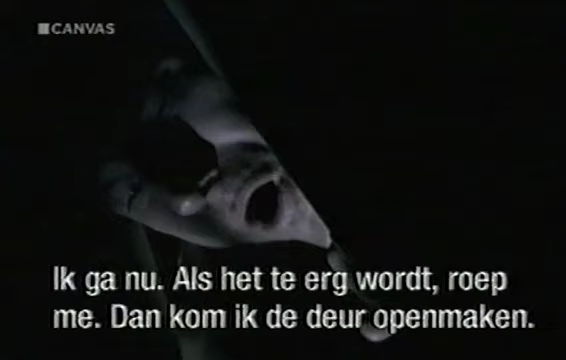 CANVAS
Ik ga nu. Als het te erg wordt, roep
me. Dan kom ik de deur openmaken.